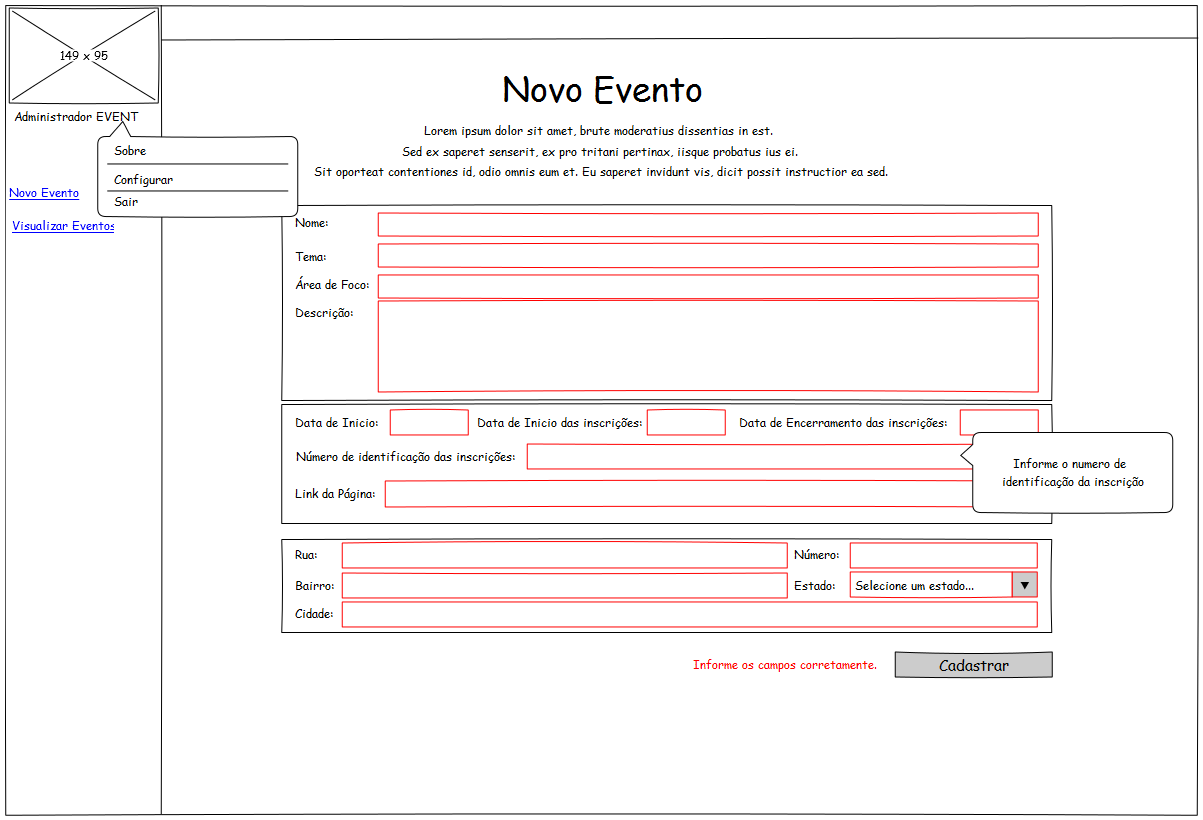 149 x 95
Administrador EVENT
Sobre
Configurar
Sair
Novo Evento
Visualizar Eventos
Novo Evento
Lorem ipsum dolor sit amet, brute moderatius dissentias in est.
Sed ex saperet senserit, ex pro tritani pertinax, iisque probatus ius ei.
Sit oporteat contentiones id, odio omnis eum et. Eu saperet invidunt vis, dicit possit instructior ea sed.
Nome:
Tema:
Área de Foco:
Descrição:
Data de Inicio: Data de Inicio das inscrições: Data de Encerramento das inscrições:
Número de identificação das inscrições:
Informe o numero de
identificação da inscrição
Link da Página:
Rua: Número:
Bairro: Estado: Selecione um estado...
Cidade:
Informe os campos corretamente. Cadastrar